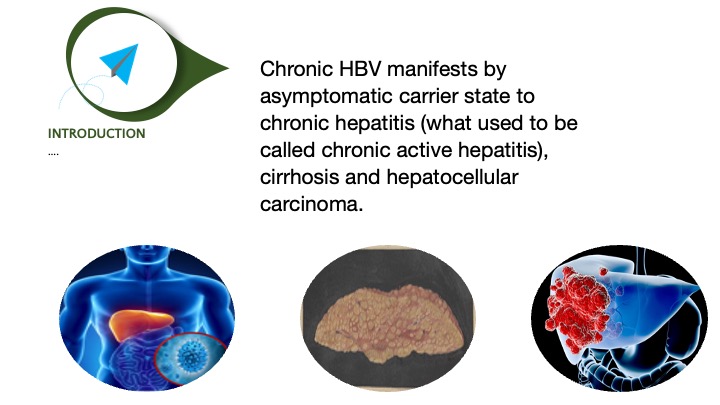 INTRODUCTION
....
Chronic HBV manifests by
asymptomatic carrier state to
chronic hepatitis (what used to be
called chronic active hepatitis),
cirrhosis and hepatocellular
carcinoma.